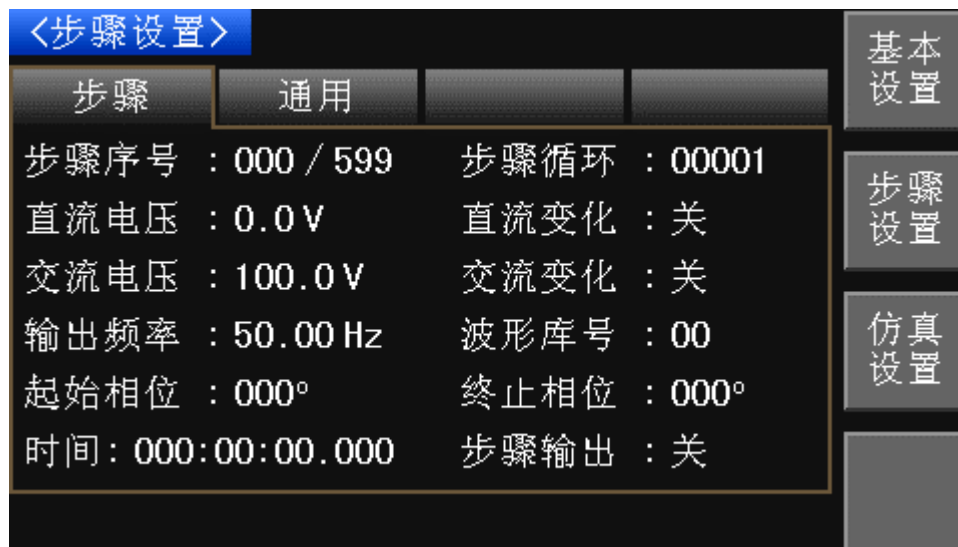 <步骤设置>
步骤 通用
步骤序号 : 000 / 599 步骤循环 : 00001
直流电压 : 0.0 V 直流变化 : 关
交流电压 : 100.0 V 交流变化 : 关
输出频率 : 50.00 Hz 波形库号 : 00
起始相位 : 000° 终止相位 : 000°
时间: 000:00:00.000 步骤输出 : 关
基本
设置
步骤
设置
仿真
设置